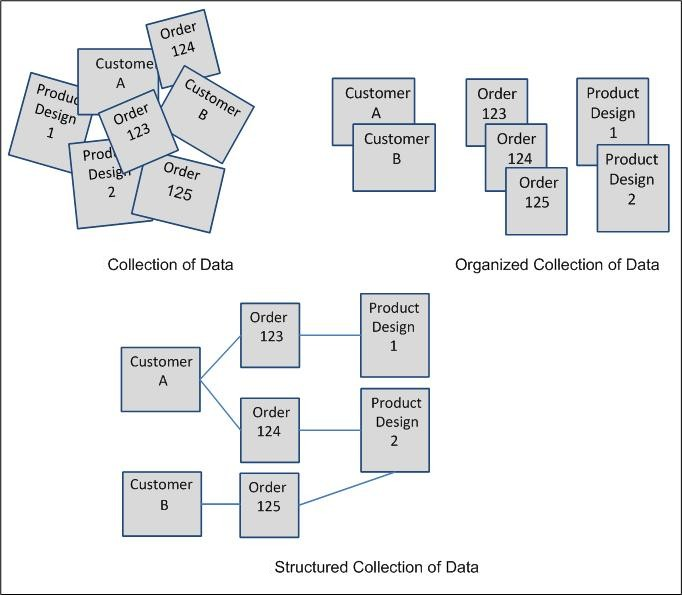 Order
124
Customer
A
Customer
B
Product
Design
1
Order
123
Design
2
Order
125
Collection of Data
Customer
A
Customer
B
Order
123
Order
124
Order
125
Product
Design
1
Product
Design
2
Organized Collection of Data
Customer
A
Order
123
Product
Design
1
Order
124
Product
Design
2
Customer
B
Order
125
Structured Collection of Data